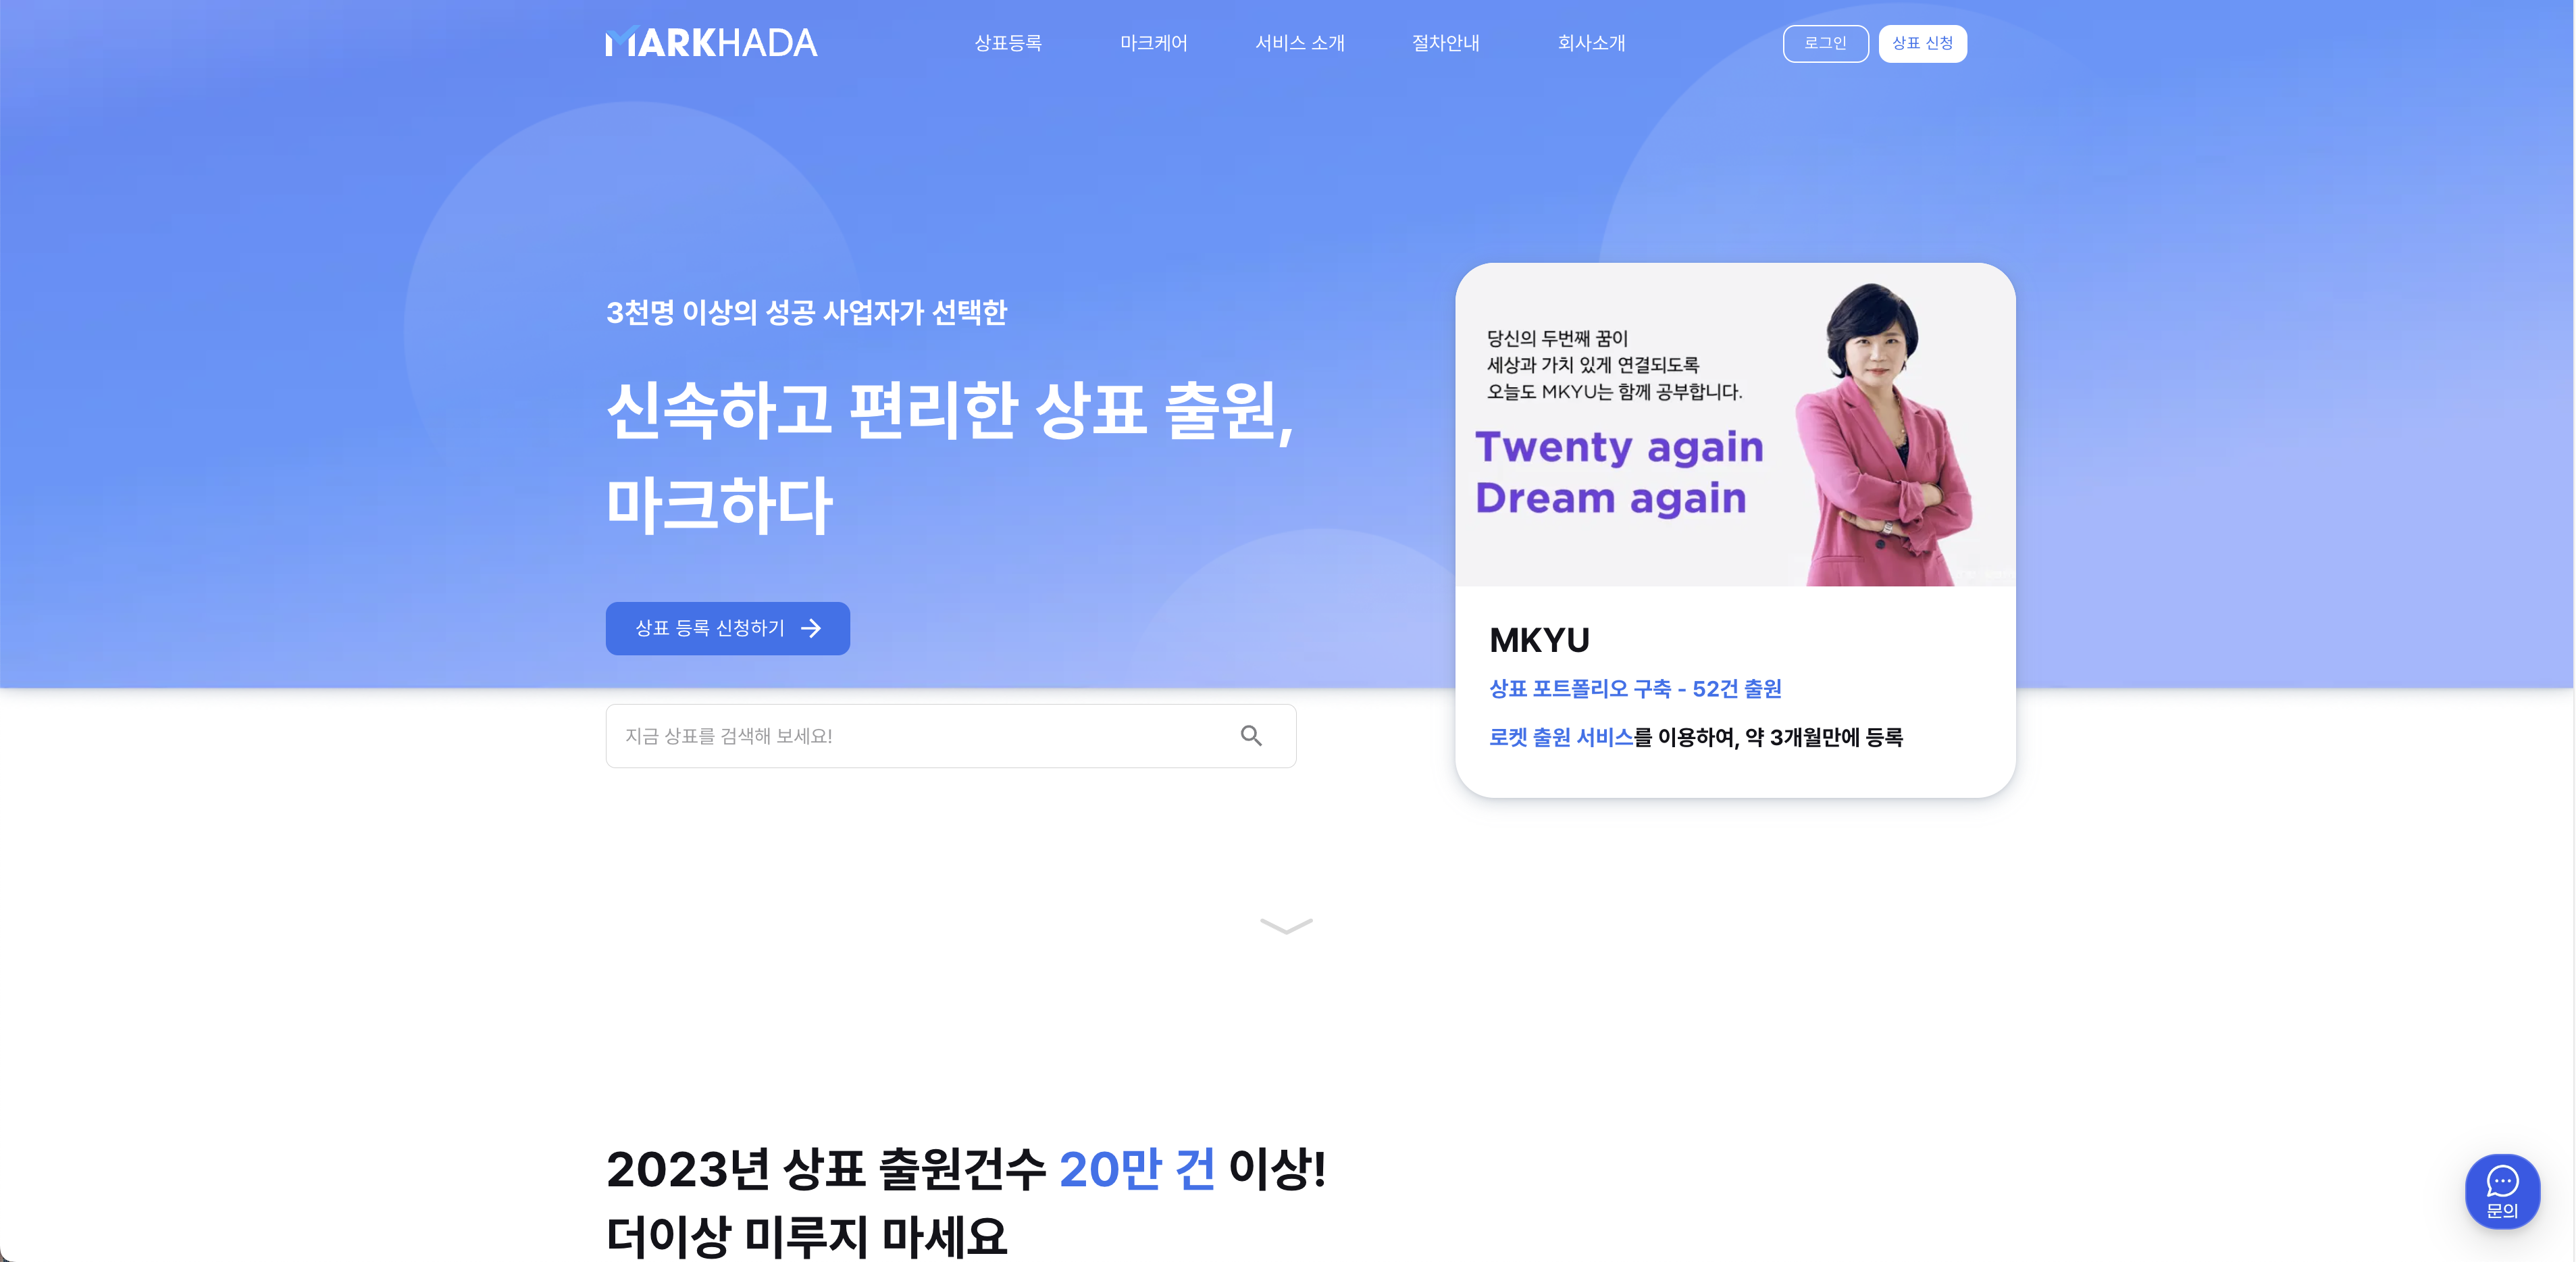 MARKHADA
상표등록
마크케어
서비스 소개
절차안내
회사소개
로그인
상표 신청
3천명 이상의 성공 사업자가 선택한
신속하고 편리한 상표 출원,
마크하다
상표 등록 신청하기
지금 상표를 검색해 보세요!
당신의 두번째 꿈이
세상과 가치 있게 연결되도록
오늘도 MKYU는 함께 공부합니다.
Twenty again
Dream again
MKYU
상표 포트폴리오 구축 - 52건 출원
로켓 출원 서비스를 이용하여, 약 3개월만에 등록
2023년 상표 출원건수 20만 건 이상!
더이상 미루지 마세요
문의